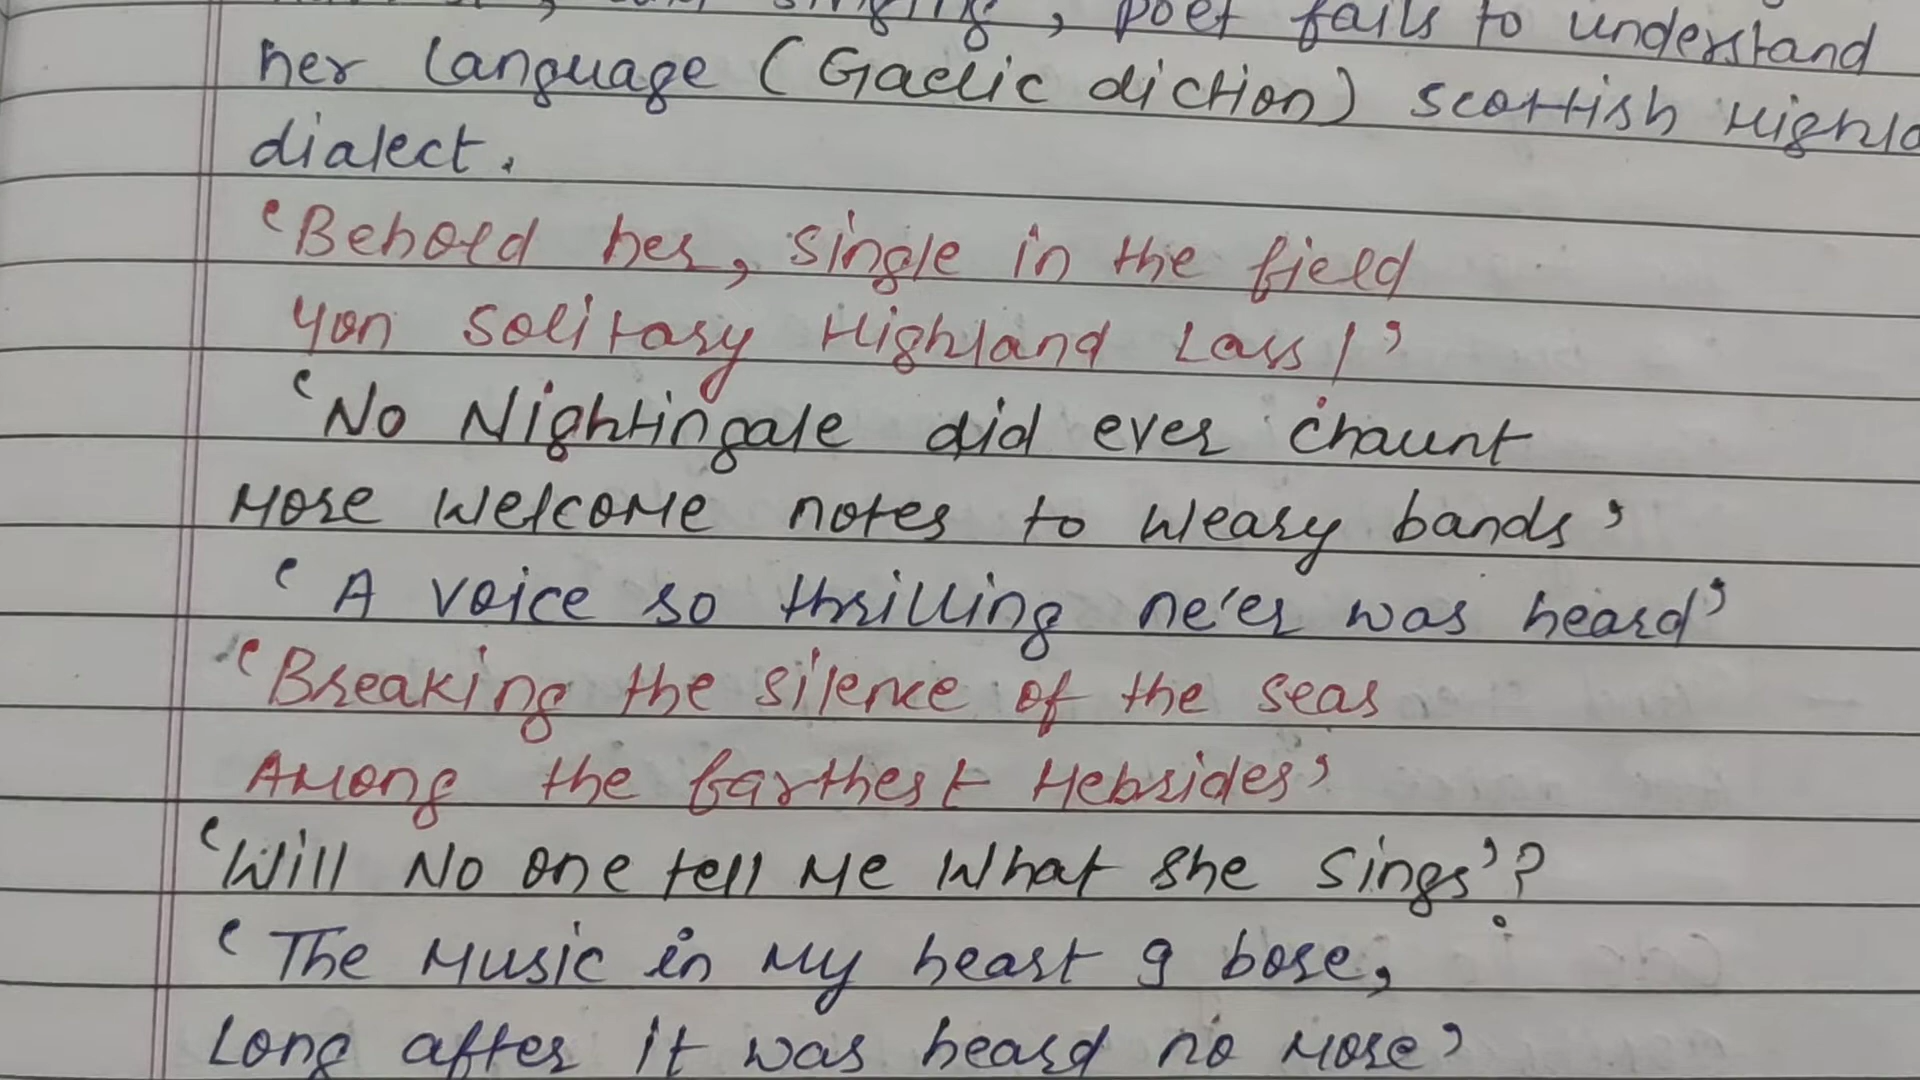 singing, poet fails to understand
her language (Gaelic diction) Scottish Highla
dialect.
'Behold her, single in the field
Yon solitary Highland Lass!'
'No Nightingale did ever chaunt
More welcome notes to weary bands'
'A voice so thrilling ne'er was heard'
'Breaking the silence of the seas
Among the farthest Hebrides'
'Will No one tell Me What she sings'?
'The Music in My heart I bore,
Long after it was heard no More'